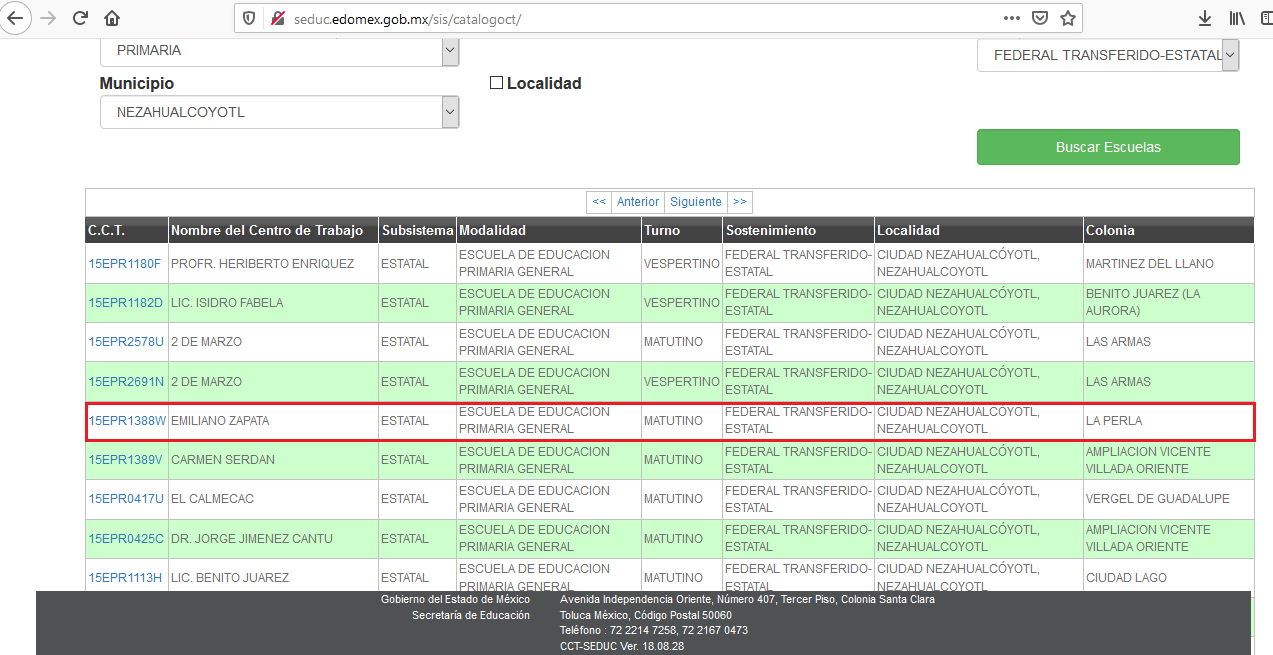 seduc.edomex.gob.mx/sis/catalogoct/
PRIMARIA
FEDERAL TRANSFERIDO-ESTATAL
Municipio
Localidad
NEZAHUALCOYOTL
Buscar Escuelas
<< Anterior Siguiente >>
C.C.T. Nombre del Centro de Trabajo Subsistema Modalidad Turno Sostenimiento Localidad Colonia
15EPR1180F PROFR. HERIBERTO ENRIQUEZ ESTATAL ESCUELA DE EDUCACION PRIMARIA GENERAL VESPERTINO FEDERAL TRANSFERIDO-ESTATAL CIUDAD NEZAHUALCÓYOTL, NEZAHUALCOYOTL MARTINEZ DEL LLANO
15EPR1182D LIC. ISIDRO FABELA ESTATAL ESCUELA DE EDUCACION PRIMARIA GENERAL VESPERTINO FEDERAL TRANSFERIDO-ESTATAL CIUDAD NEZAHUALCÓYOTL, NEZAHUALCOYOTL BENITO JUAREZ (LA AURORA)
15EPR2578U 2 DE MARZO ESTATAL ESCUELA DE EDUCACION PRIMARIA GENERAL MATUTINO FEDERAL TRANSFERIDO-ESTATAL CIUDAD NEZAHUALCÓYOTL, NEZAHUALCOYOTL LAS ARMAS
15EPR2691N 2 DE MARZO ESTATAL ESCUELA DE EDUCACION PRIMARIA GENERAL VESPERTINO FEDERAL TRANSFERIDO-ESTATAL CIUDAD NEZAHUALCÓYOTL, NEZAHUALCOYOTL LAS ARMAS
15EPR1388W EMILIANO ZAPATA ESTATAL ESCUELA DE EDUCACION PRIMARIA GENERAL MATUTINO FEDERAL TRANSFERIDO-ESTATAL CIUDAD NEZAHUALCÓYOTL, NEZAHUALCOYOTL LA PERLA
15EPR1389V CARMEN SERDAN ESTATAL ESCUELA DE EDUCACION PRIMARIA GENERAL MATUTINO FEDERAL TRANSFERIDO-ESTATAL CIUDAD NEZAHUALCÓYOTL, NEZAHUALCOYOTL AMPLIACION VICENTE VILLADA ORIENTE
15EPR0417U EL CALMECAC ESTATAL ESCUELA DE EDUCACION PRIMARIA GENERAL MATUTINO FEDERAL TRANSFERIDO-ESTATAL CIUDAD NEZAHUALCÓYOTL, NEZAHUALCOYOTL VERGEL DE GUADALUPE
15EPR0425C DR. JORGE JIMENEZ CANTU ESTATAL ESCUELA DE EDUCACION PRIMARIA GENERAL MATUTINO FEDERAL TRANSFERIDO-ESTATAL CIUDAD NEZAHUALCÓYOTL, NEZAHUALCOYOTL AMPLIACION VICENTE VILLADA ORIENTE
15EPR1113H LIC. BENITO JUAREZ ESTATAL ESCUELA DE EDUCACION PRIMARIA GENERAL MATUTINO FEDERAL TRANSFERIDO-ESTATAL CIUDAD NEZAHUALCÓYOTL, NEZAHUALCOYOTL CIUDAD LAGO
Gobierno del Estado de México
Secretaría de Educación
Avenida Independencia Oriente, Número 407, Tercer Piso, Colonia Santa Clara
Toluca México, Código Postal 50060
Teléfono : 72 2214 7258, 72 2167 0473
CCT-SEDUC Ver. 18.08.28